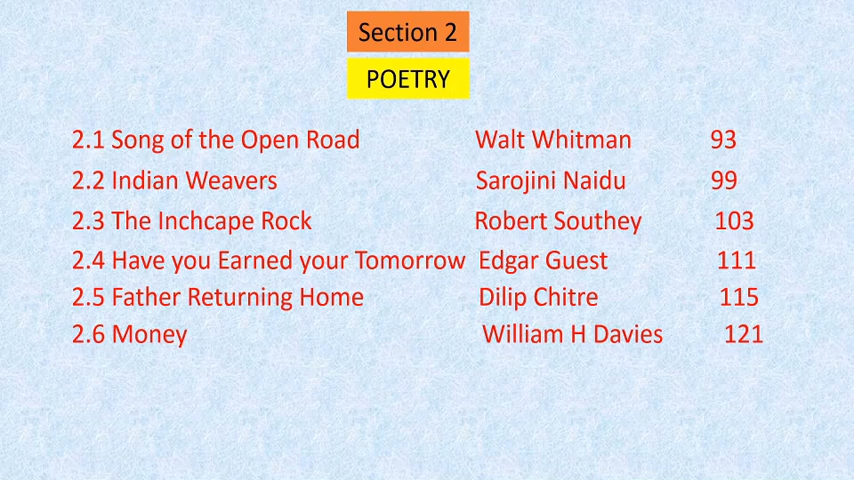 Section 2
POETRY
2.1 Song of the Open Road Walt Whitman 93
2.2 Indian Weavers Sarojini Naidu 99
2.3 The Inchcape Rock Robert Southey 103
2.4 Have you Earned your Tomorrow Edgar Guest 111
2.5 Father Returning Home Dilip Chitre 115
2.6 Money William H Davies 121